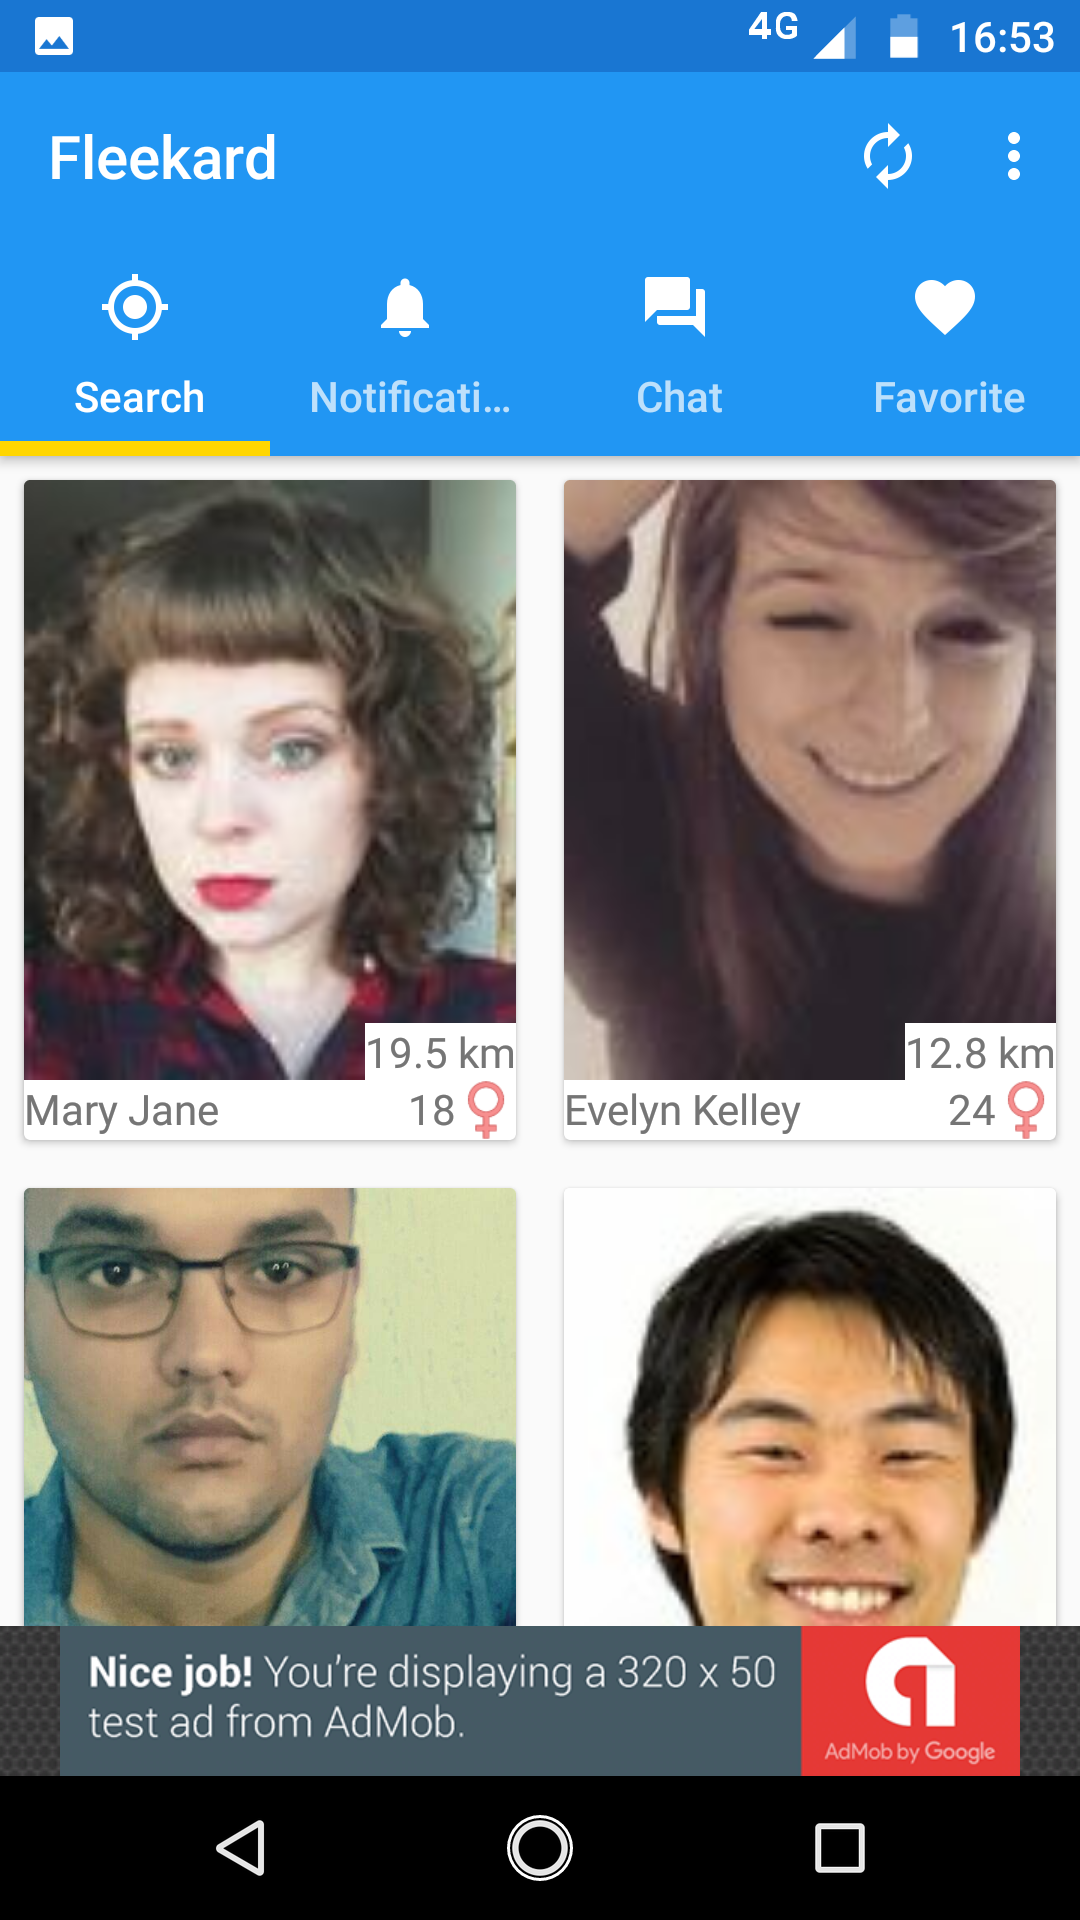 4G 16:53
Fleekard
Search Notificati... Chat Favorite
19.5 km 12.8 km
Mary Jane 18 Evelyn Kelley 24
Nice job! You're displaying a 320 x 50
test ad from AdMob.
AdMob by Google